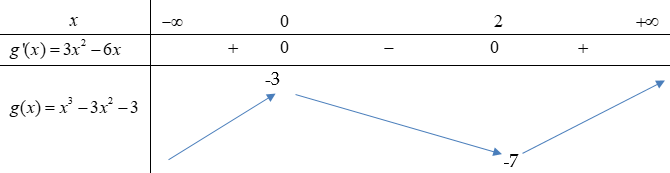 x −∞ 0 2 +∞
g'(x) = 3x² − 6x + 0 − 0 +
-3
g(x) = x³ − 3x² − 3
-7